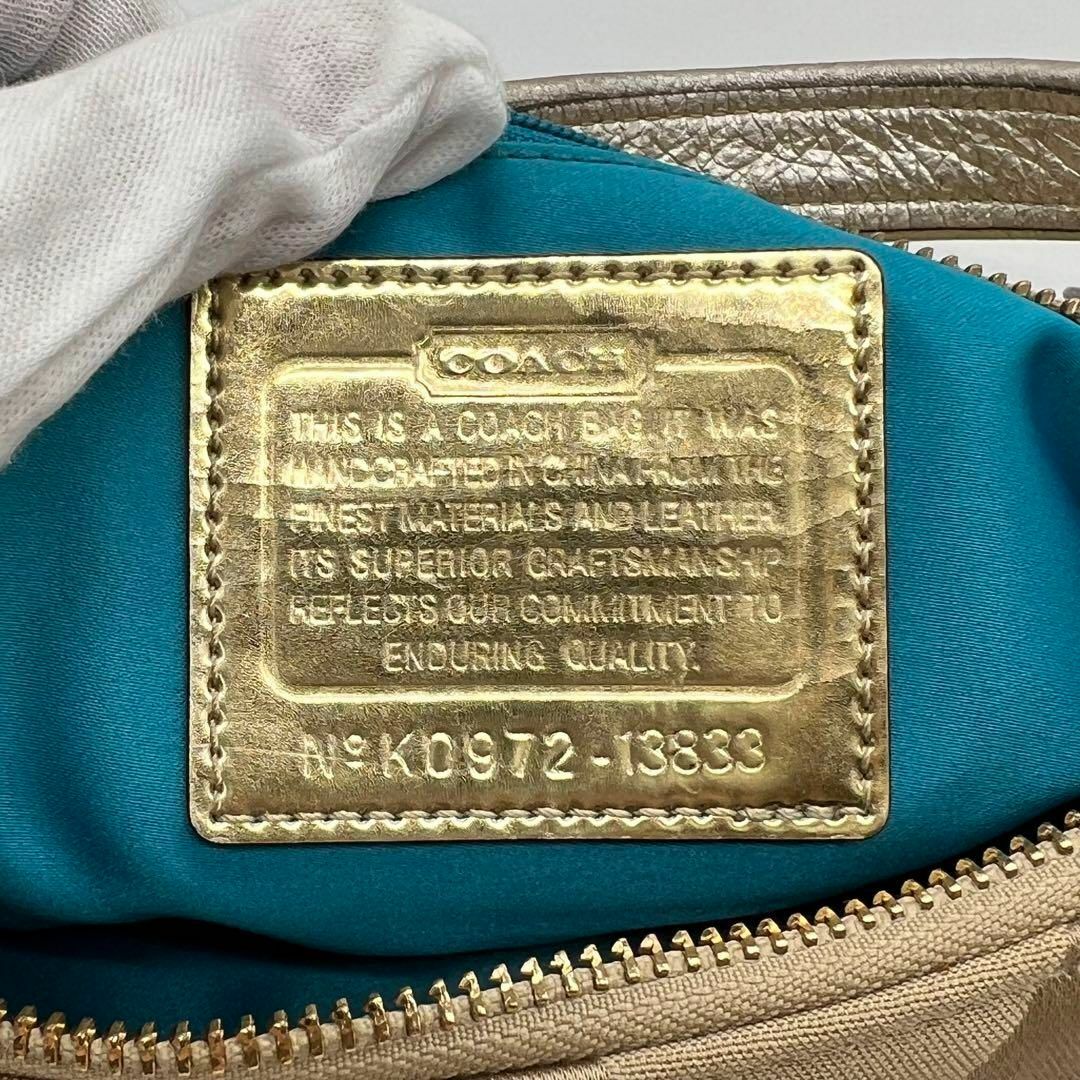 COACH
THIS IS A COACH BAG. IT WAS
HANDCRAFTED IN CHINA FROM THE
FINEST MATERIALS AND LEATHER.
ITS SUPERIOR CRAFTSMANSHIP
REFLECTS OUR COMMITMENT TO
ENDURING QUALITY.
Nº K0972-13833